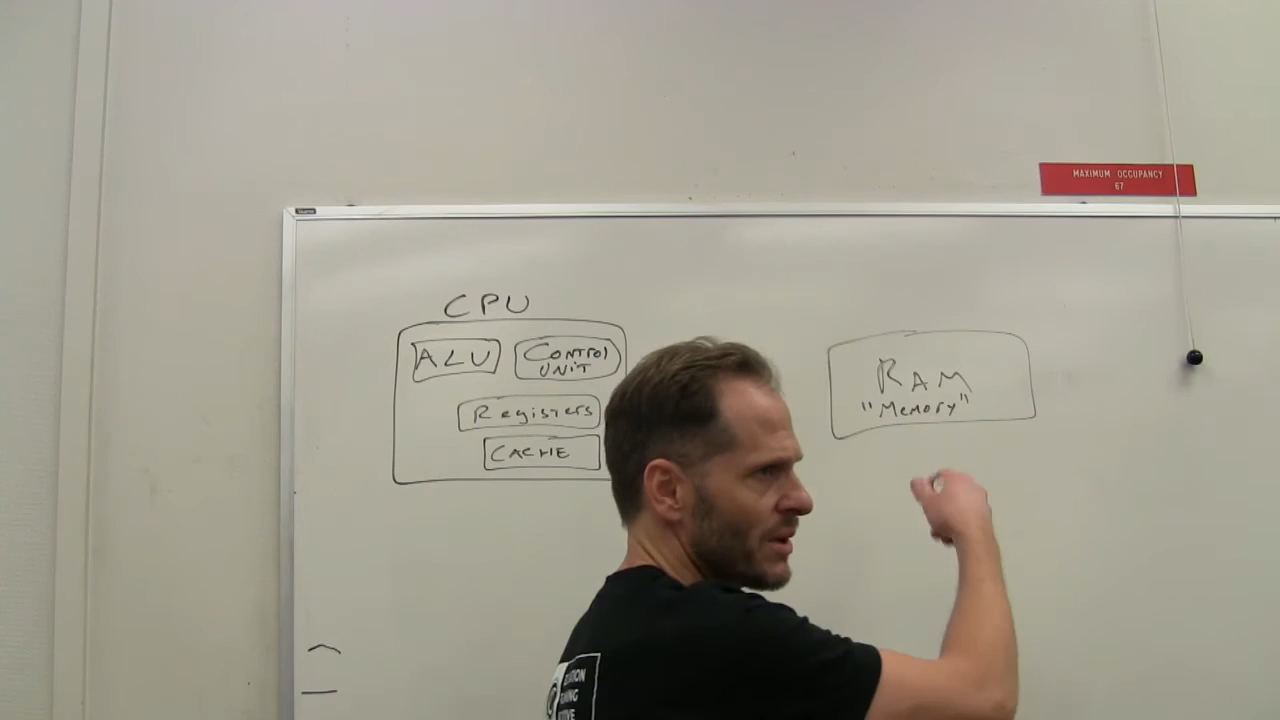 MAXIMUM OCCUPANCY
67
CPU
ALU
CONTROL
UNIT
Registers
CACHE
RAM
"Memory"